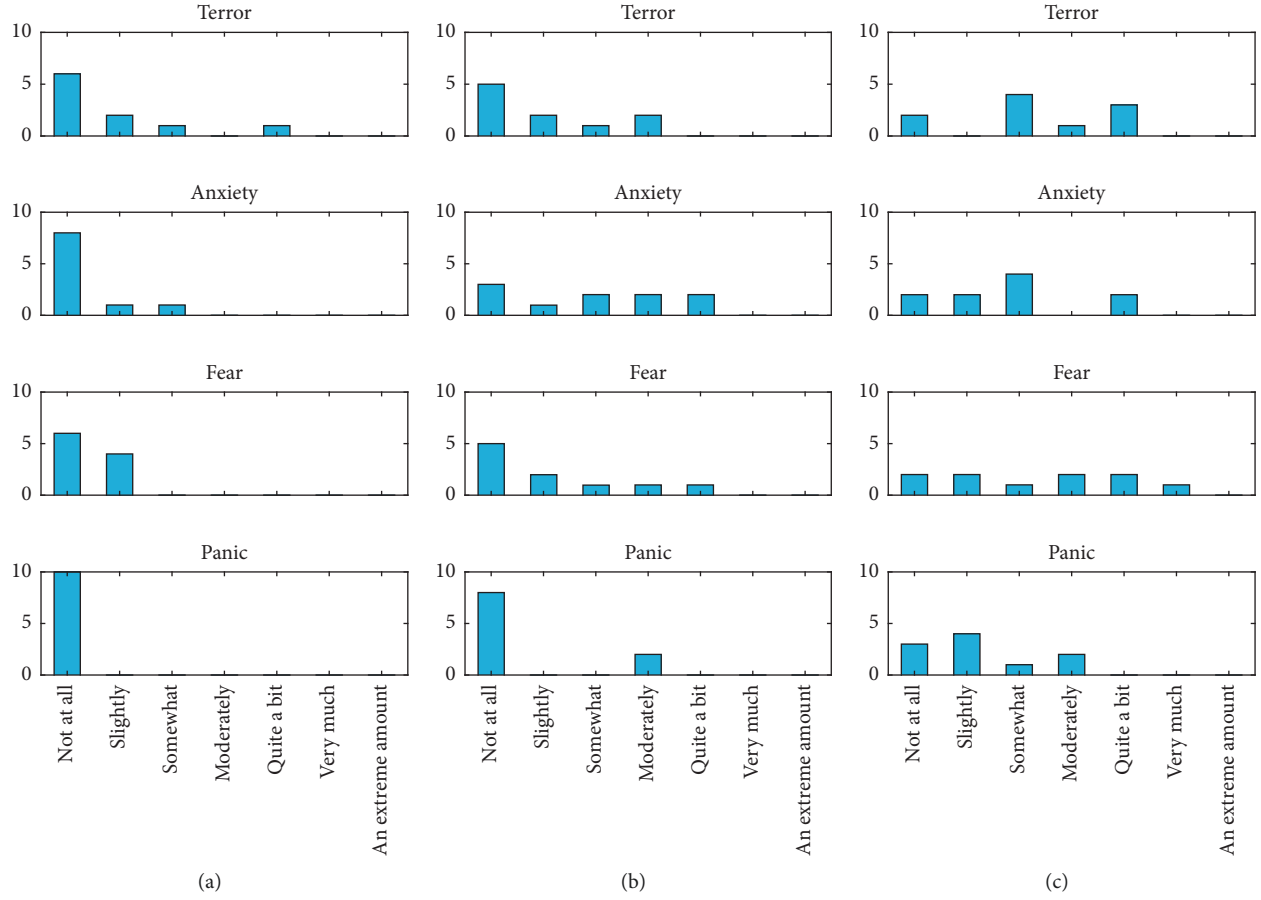 Terror
10
5
0
Anxiety
10
5
0
Fear
10
5
0
Panic
10
5
0
Not at all
Slightly
Somewhat
Moderately
Quite a bit
Very much
An extreme amount
(a)
Terror
10
5
0
Anxiety
10
5
0
Fear
10
5
0
Panic
10
5
0
Not at all
Slightly
Somewhat
Moderately
Quite a bit
Very much
An extreme amount
(b)
Terror
10
5
0
Anxiety
10
5
0
Fear
10
5
0
Panic
10
5
0
Not at all
Slightly
Somewhat
Moderately
Quite a bit
Very much
An extreme amount
(c)